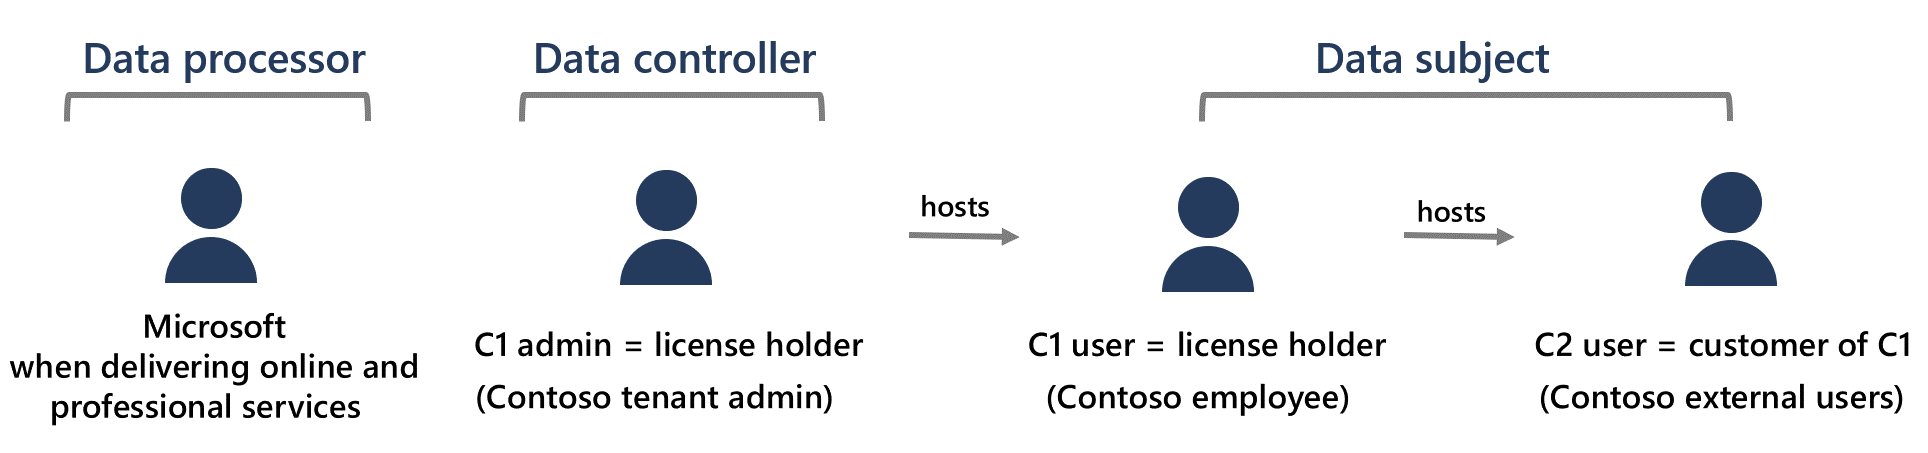 Data processor
Data controller
Data subject
hosts
hosts
Microsoft
when delivering online and
professional services
C1 admin = license holder
(Contoso tenant admin)
C1 user = license holder
(Contoso employee)
C2 user = customer of C1
(Contoso external users)